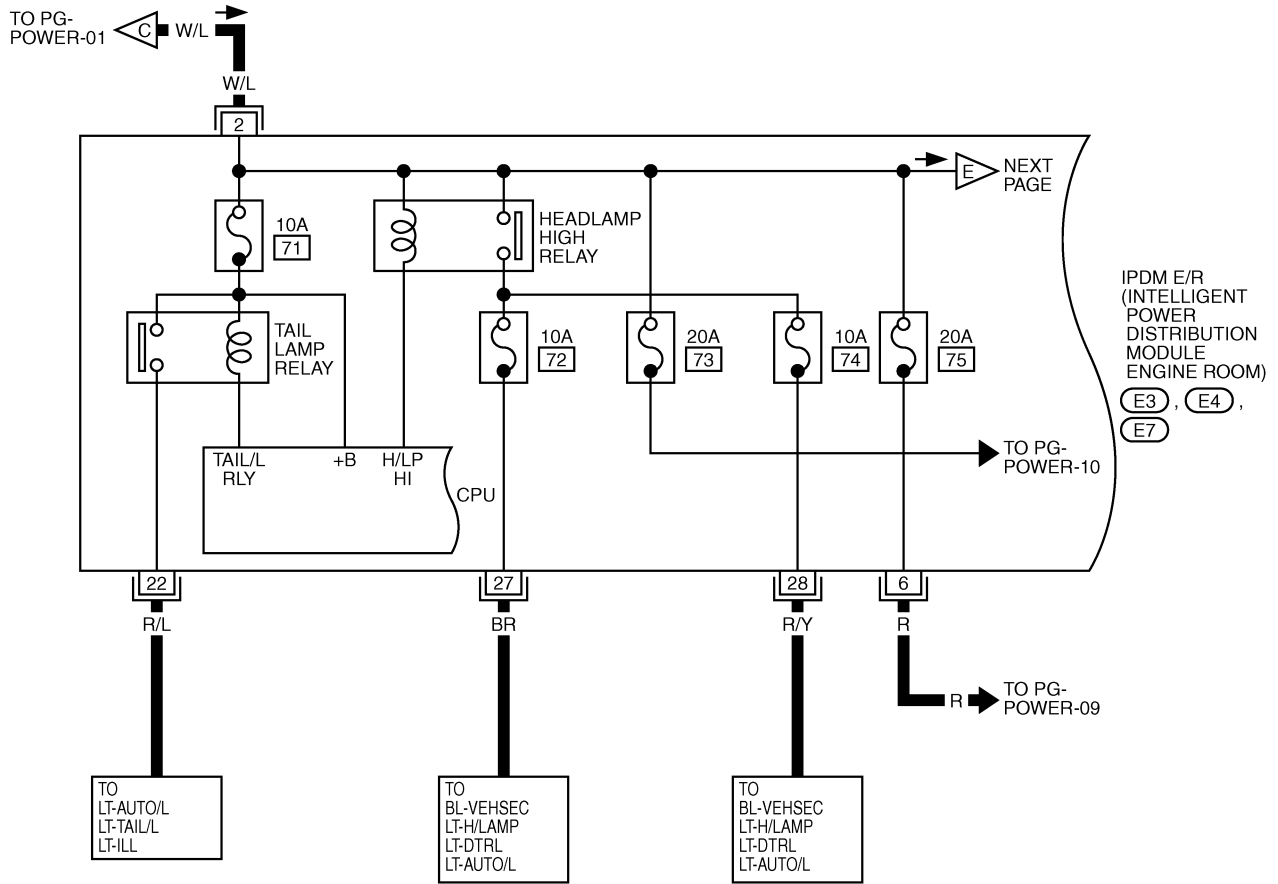 TO PG-
POWER-01
C
W/L
W/L
2
E
NEXT
PAGE
10A
71
HEADLAMP
HIGH
RELAY
TAIL
LAMP
RELAY
10A
72
20A
73
10A
74
20A
75
IPDM E/R
(INTELLIGENT
POWER
DISTRIBUTION
MODULE
ENGINE ROOM)
E3 , E4 ,
E7
TAIL/L
RLY
+B
H/LP
HI
CPU
TO PG-
POWER-10
22
27
28
6
R/L
BR
R/Y
R
R
TO PG-
POWER-09
TO
LT-AUTO/L
LT-TAIL/L
LT-ILL
TO
BL-VEHSEC
LT-H/LAMP
LT-DTRL
LT-AUTO/L
TO
BL-VEHSEC
LT-H/LAMP
LT-DTRL
LT-AUTO/L